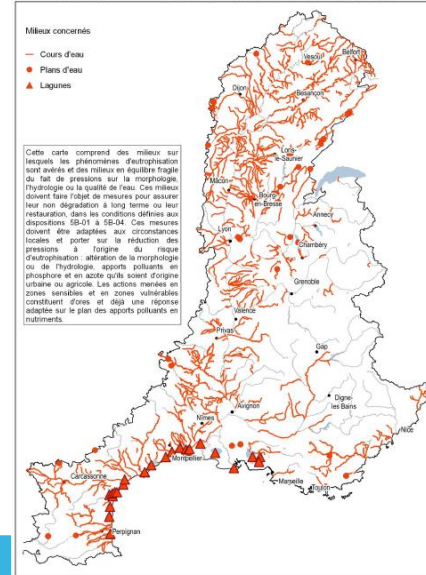 Milieux concernés
Cours d'eau
Plans d'eau
Lagunes
Cette carte comprend des milieux sur
lesquels les phénomènes d'eutrophisation
sont avérés et des milieux en équilibre fragile
du fait de pressions sur la morphologie,
l'hydrologie ou la qualité de l'eau. Ces milieux
doivent faire l'objet de mesures pour assurer
leur non dégradation à long terme ou leur
restauration, dans les conditions définies aux
dispositions 5B-01 à 5B-04. Ces mesures
doivent être adaptées aux circonstances
locales et porter sur la réduction des
pressions à l'origine du risque
d'eutrophisation : altération de la morphologie
ou de l'hydrologie, apports polluants en
phosphore et en azote qu'ils soient d'origine
urbaine ou agricole. Les actions menées en
zones sensibles et en zones vulnérables
constituent d'ores et déjà une réponse
adaptée sur le plan des apports polluants en
nutriments.
Vesoul
Belfort
Dijon
Besançon
Lons-
le-Saunier
Mâcon
Bourg-
en-Bresse
Annecy
Lyon
Chambéry
Grenoble
Valence
Privas
Gap
Digne-
les Bains
Avignon
Nîmes
Nice
Montpellier
Carcassonne
Marseille
Toulon
Perpignan